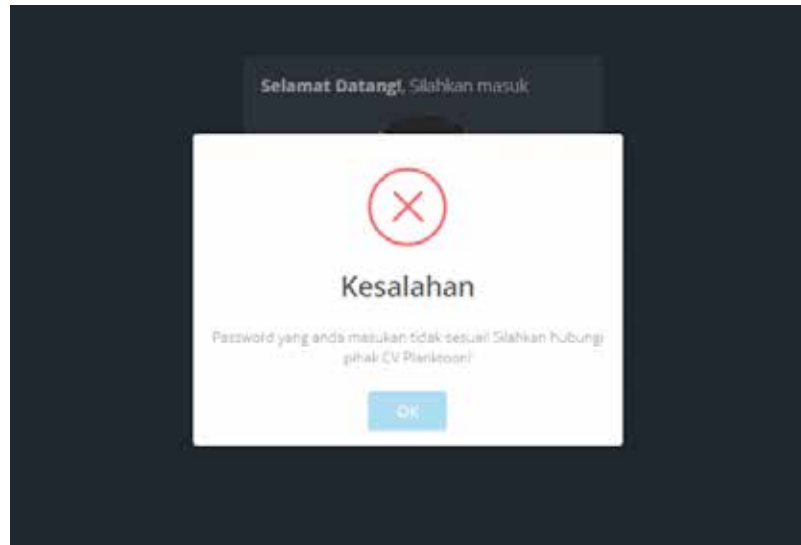 Selamat Datang!, Silahkan masuk
Kesalahan
Password yang anda masukan tidak sesuai! Silahkan hubungi
pihak CV Planktoon!
OK